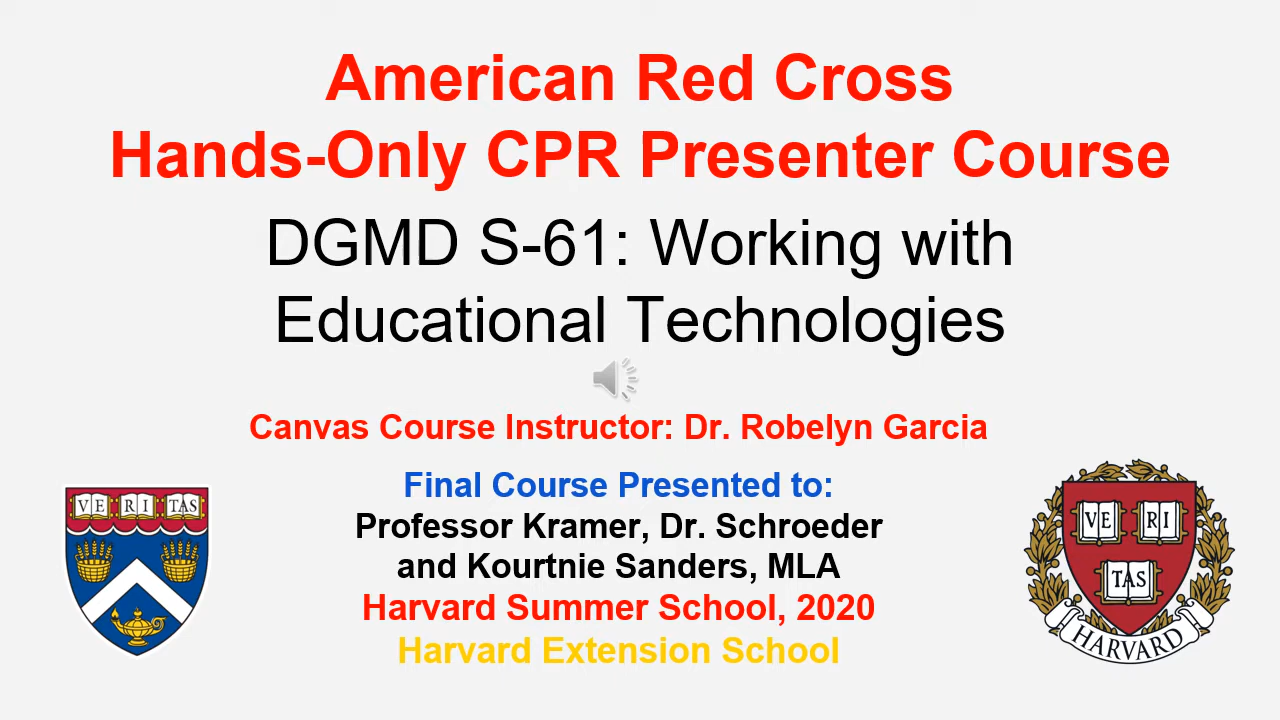 American Red Cross
Hands-Only CPR Presenter Course
DGMD S-61: Working with
Educational Technologies
Canvas Course Instructor: Dr. Robelyn Garcia
Final Course Presented to:
Professor Kramer, Dr. Schroeder
and Kourtnie Sanders, MLA
Harvard Summer School, 2020
Harvard Extension School
VE RI TAS
VE RI
TAS
HARVARD